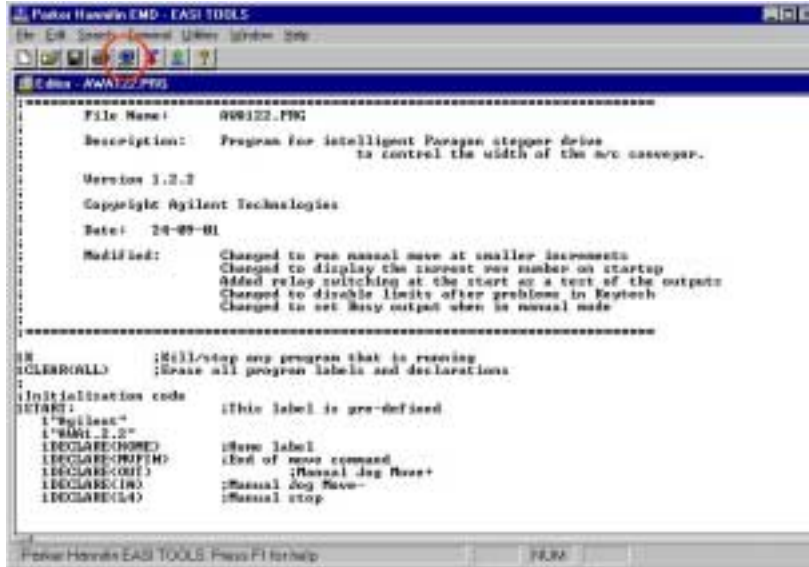 Parker Hannifin EMD - EASI TOOLS
File Edit Search Terminal Utilities Window Help
Editor - AWA122.PRG
;*******************************************************
; File Name: AWA122.PRG
; Description: Program for intelligent Paragon stepper drive
; to control the width of the m/c conveyor.
; Version 1.2.2
; Copyright Agilent Technologies
; Date: 24-09-01
; Modified: Changed to run manual move at smaller increments
; Changed to display the current rev number on startup
; Added relay switching at the start as a test of the outputs
; Changed to disable limits after problems in Keytech
; Changed to set Busy output when in manual mode
;*******************************************************
1K ;Kill/stop any program that is running
1CLEAR(ALL) ;Erase all program labels and declarations
;
;Initialisation code
1START: ;This label is pre-defined
1"Agilent"
1"AWA1.2.2"
1DECLARE(HOME) ;Home label
1DECLARE(MVFIN) ;End of move command
1DECLARE(OUT) ;Manual Jog Move+
1DECLARE(IN) ;Manual Jog Move-
1DECLARE(L4) ;Manual stop
Parker Hannifin EASI TOOLS. Press F1 for help
NUM